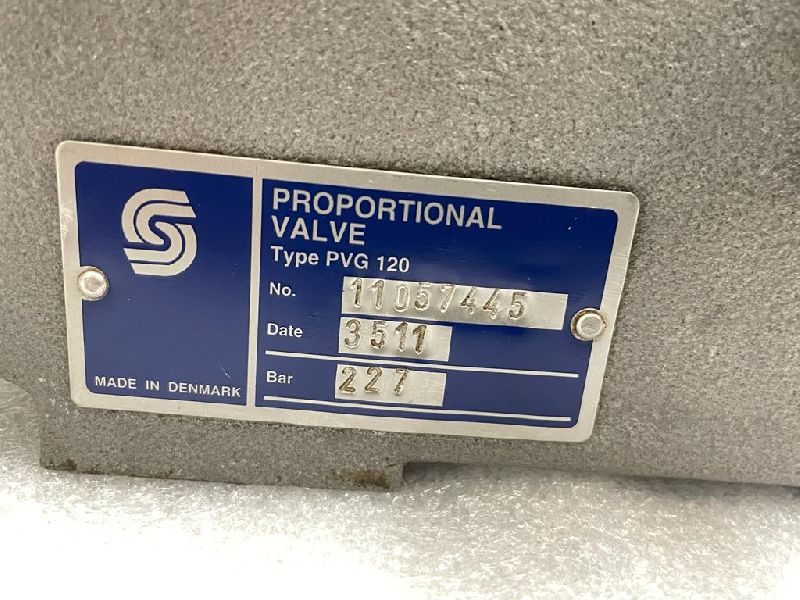 PROPORTIONAL
VALVE
Type PVG 120
No. 11057445
Date 3511
Bar 227
MADE IN DENMARK